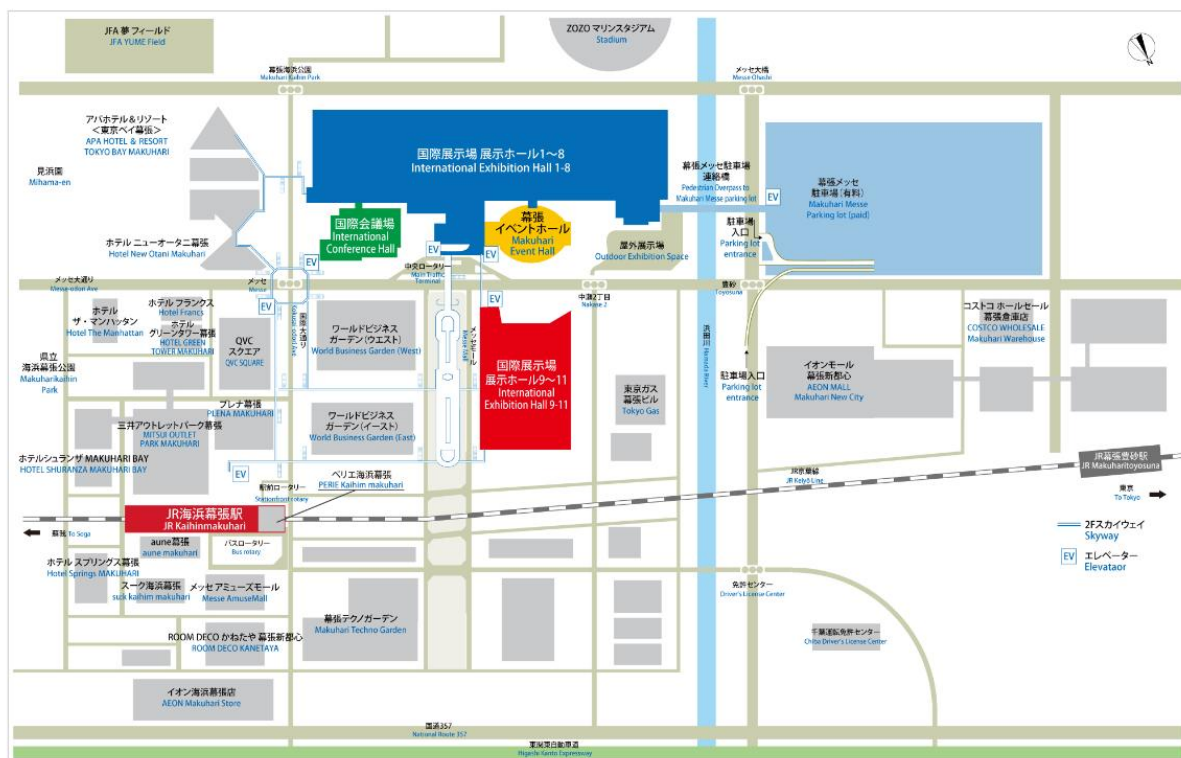 JFA 夢フィールド
JFA YUME Field
ZOZO マリンスタジアム
Stadium
幕張海浜公園
Makuhari Kaihin Park
メッセ大橋
Messe Ohashi
アパホテル&リゾート
<東京ベイ幕張>
APA HOTEL & RESORT
TOKYO BAY MAKUHARI
国際展示場 展示ホール1〜8
International Exhibition Hall 1-8
見浜園
Mihama-en
幕張メッセ駐車場
連絡橋
Pedestrian Overpass to
Makuhari Messe parking lot
EV
幕張メッセ
駐車場(有料)
Makuhari Messe
Parking lot (paid)
国際会議場
International
Conference Hall
幕張
イベントホール
Makuhari
Event Hall
駐車場
入口
Parking lot
entrance
ホテル ニューオータニ幕張
Hotel New Otani Makuhari
EV
EV
EV
屋外展示場
Outdoor Exhibition Space
中央ロータリー
Main Traffic
Terminal
メッセ大通り
Messe-odori Ave
メッセ
Messe
中瀬2丁目
Nakase-2
豊砂
Toyosuna
EV
EV
ホテル フランクス
Hotel Francs
ホテル
ザ・マンハッタン
Hotel The Manhattan
ホテル
グリーンタワー幕張
HOTEL GREEN
TOWER MAKUHARI
QVC
スクエア
QVC SQUARE
国際大通り
Kokusai-odori Ave
ワールドビジネス
ガーデン(ウエスト)
World Business Garden (West)
メッセモール
Messe Mall
国際展示場
展示ホール9〜11
International
Exhibition Hall 9-11
浜田川
Hamada River
コストコ ホールセール
幕張倉庫店
COSTCO WHOLESALE
Makuhari Warehouse
県立
海浜幕張公園
Makuharikaihin
Park
東京ガス
幕張ビル
Tokyo Gas
駐車場入口
Parking lot
entrance
イオンモール
幕張新都心
AEON MALL
Makuhari New City
プレナ幕張
PLENA MAKUHARI
三井アウトレットパーク幕張
MITSUI OUTLET
PARK MAKUHARI
ワールドビジネス
ガーデン(イースト)
World Business Garden (East)
ホテルシュランザ MAKUHARI BAY
HOTEL SHURANZA MAKUHARI BAY
EV
ペリエ海浜幕張
PERIE Kaihim makuhari
駅前ロータリー
Stationfront rotary
JR京葉線
JR Keiyō Line
JR幕張豊砂駅
JR Makuharitoyosuna
東京
To Tokyo
JR海浜幕張駅
JR Kaihinmakuhari
蘇我 To Soga
aune幕張
aune makuhari
バスロータリー
Bus rotary
2Fスカイウェイ
Skyway
EV
エレベーター
Elevataor
ホテル スプリングス幕張
Hotel Springs MAKUHARI
スーク海浜幕張
suk kaihim makuhari
メッセアミューズモール
Messe AmuseMall
免許センター
Driver's License Center
幕張テクノガーデン
Makuhari Techno Garden
千葉運転免許センター
Chiba Driver's License Center
ROOM DECO かねたや 幕張新都心
ROOM DECO KANETAYA
イオン海浜幕張店
AEON Makuhari Store
国道357
National Route 357
東関東自動車道
Higashi Kanto Expressway